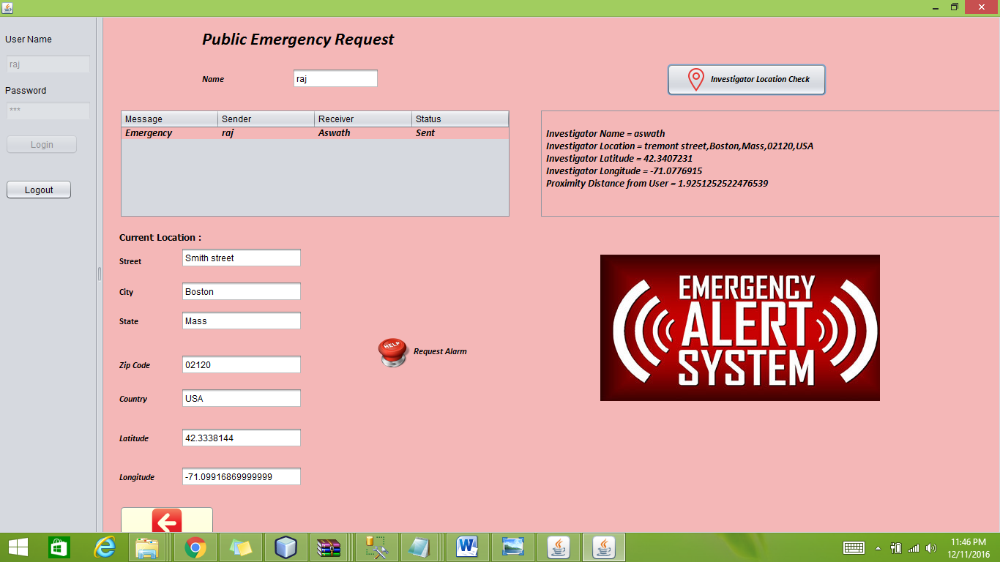 User Name
raj
Password
***
Login
Logout
Public Emergency Request
Name
raj
Investigator Location Check
Message Sender Receiver Status
Emergency raj Aswath Sent
Investigator Name = aswath
Investigator Location = tremont street,Boston,Mass,02120,USA
Investigator Latitude = 42.3407231
Investigator Longitude = -71.0776915
Proximity Distance from User = 1.9251252522476539
Current Location :
Street Smith street
City Boston
State Mass
Zip Code 02120
Country USA
Latitude 42.3338144
Longitude -71.09916869999999
HELP
Request Alarm
EMERGENCY
ALERT
SYSTEM
11:46 PM
12/11/2016